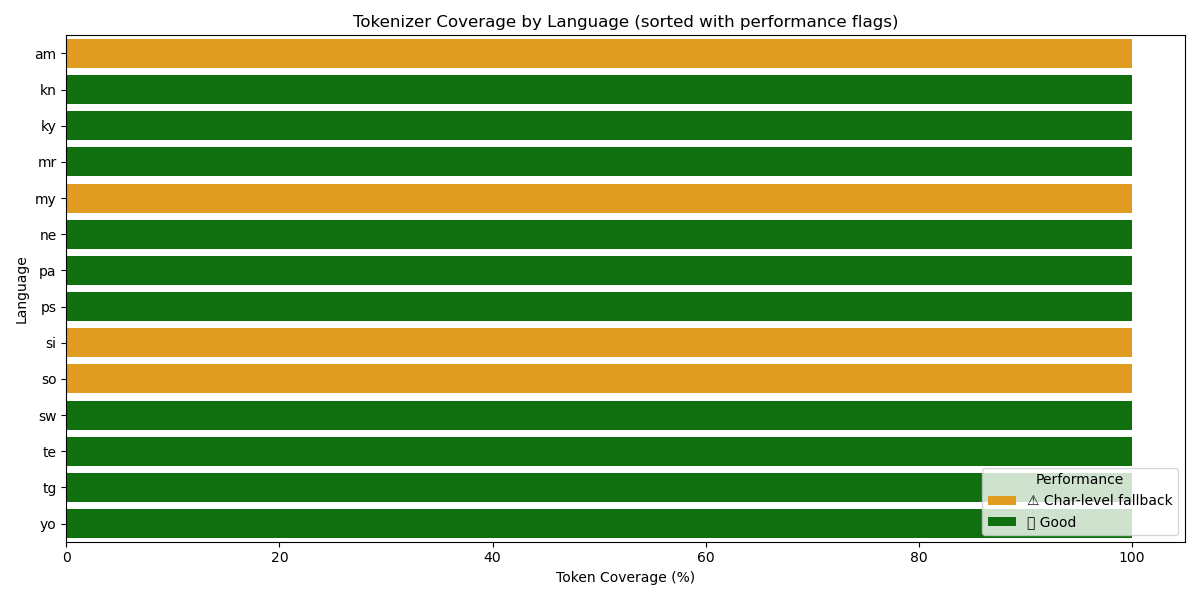 Tokenizer Coverage by Language (sorted with performance flags)
Language
am
kn
ky
mr
my
ne
pa
ps
si
so
sw
te
tg
yo
Performance
⚠ Char-level fallback
Good
0 20 40 60 80 100
Token Coverage (%)